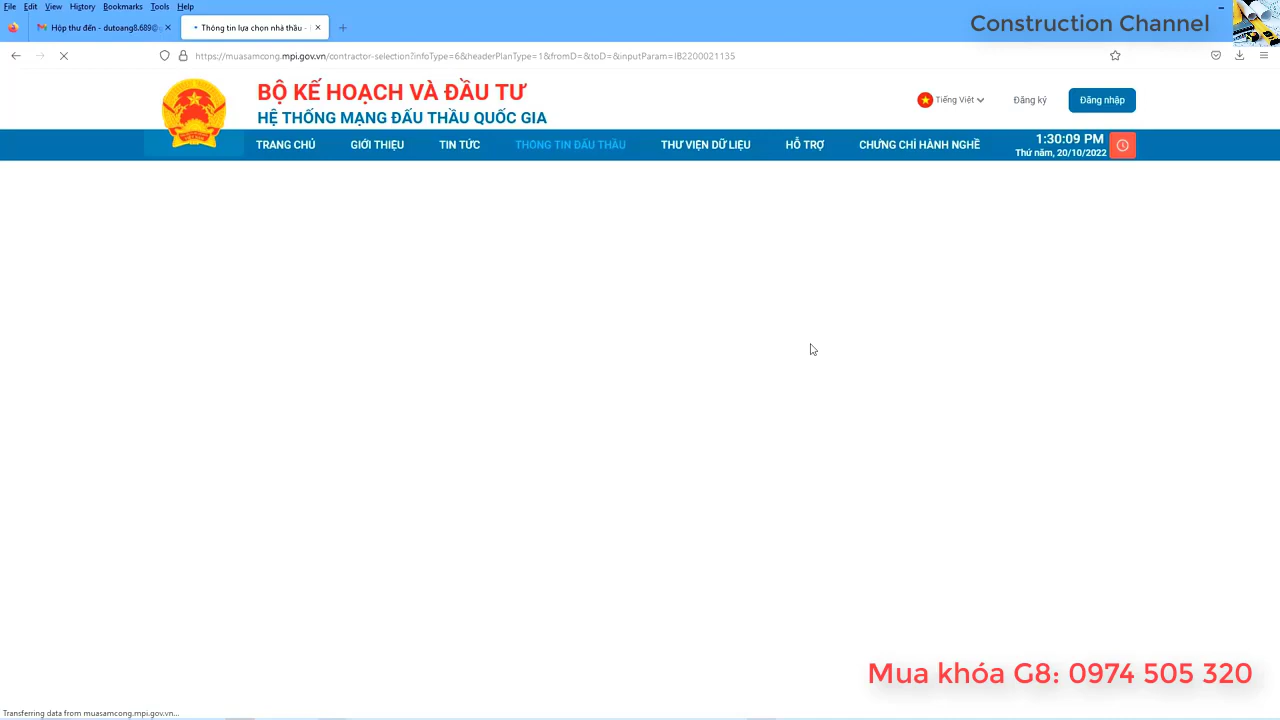 File Edit View History Bookmarks Tools Help
Construction Channel
Hộp thư đến - dutoang8.689@
Thông tin lựa chọn nhà thầu -
https://muasamcong.mpi.gov.vn/contractor-selection?infoType=6&headerPlanType=1&fromD=&toD=&inputParam=I82200021135
BỘ KẾ HOẠCH VÀ ĐẦU TƯ
HỆ THỐNG MẠNG ĐẤU THẦU QUỐC GIA
Tiếng Việt
Đăng ký
Đăng nhập
TRANG CHỦ GIỚI THIỆU TIN TỨC THÔNG TIN ĐẤU THẦU THƯ VIỆN DỮ LIỆU HỖ TRỢ CHỨNG CHỈ HÀNH NGHỀ
1:30:09 PM
Thứ năm, 20/10/2022
Mua khóa G8: 0974 505 320
Transferring data from muasamcong.mpi.gov.vn...